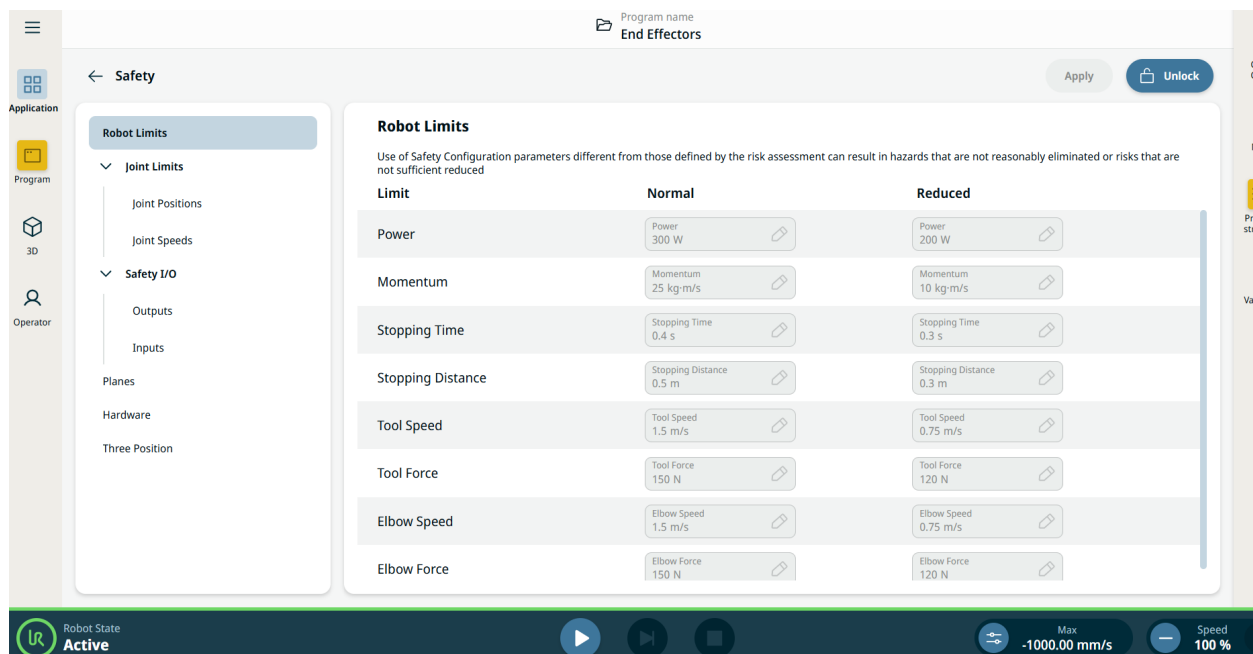 Program name
End Effectors
Safety
Apply
Unlock
Application
Program
3D
Operator
Robot Limits
Joint Limits
Joint Positions
Joint Speeds
Safety I/O
Outputs
Inputs
Planes
Hardware
Three Position
Robot Limits
Use of Safety Configuration parameters different from those defined by the risk assessment can result in hazards that are not reasonably eliminated or risks that are
not sufficient reduced
Limit Normal Reduced
Power
Power
300 W
Power
200 W
Momentum
Momentum
25 kg·m/s
Momentum
10 kg·m/s
Stopping Time
Stopping Time
0.4 s
Stopping Time
0.3 s
Stopping Distance
Stopping Distance
0.5 m
Stopping Distance
0.3 m
Tool Speed
Tool Speed
1.5 m/s
Tool Speed
0.75 m/s
Tool Force
Tool Force
150 N
Tool Force
120 N
Elbow Speed
Elbow Speed
1.5 m/s
Elbow Speed
0.75 m/s
Elbow Force
Elbow Force
150 N
Elbow Force
120 N
UR
Robot State
Active
Max
-1000.00 mm/s
Speed
100 %